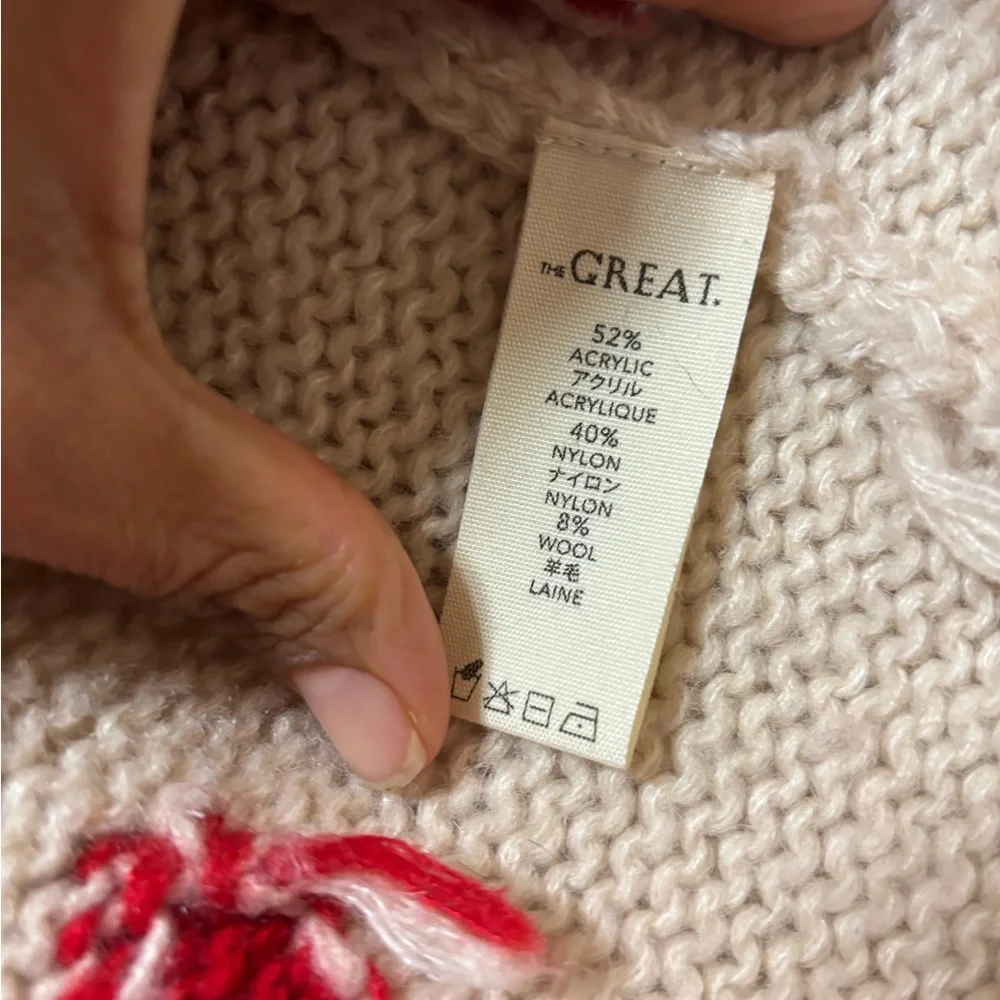 THE GREAT.
52%
ACRYLIC
アクリル
ACRYLIQUE
40%
NYLON
ナイロン
NYLON
8%
WOOL
羊毛
LAINE